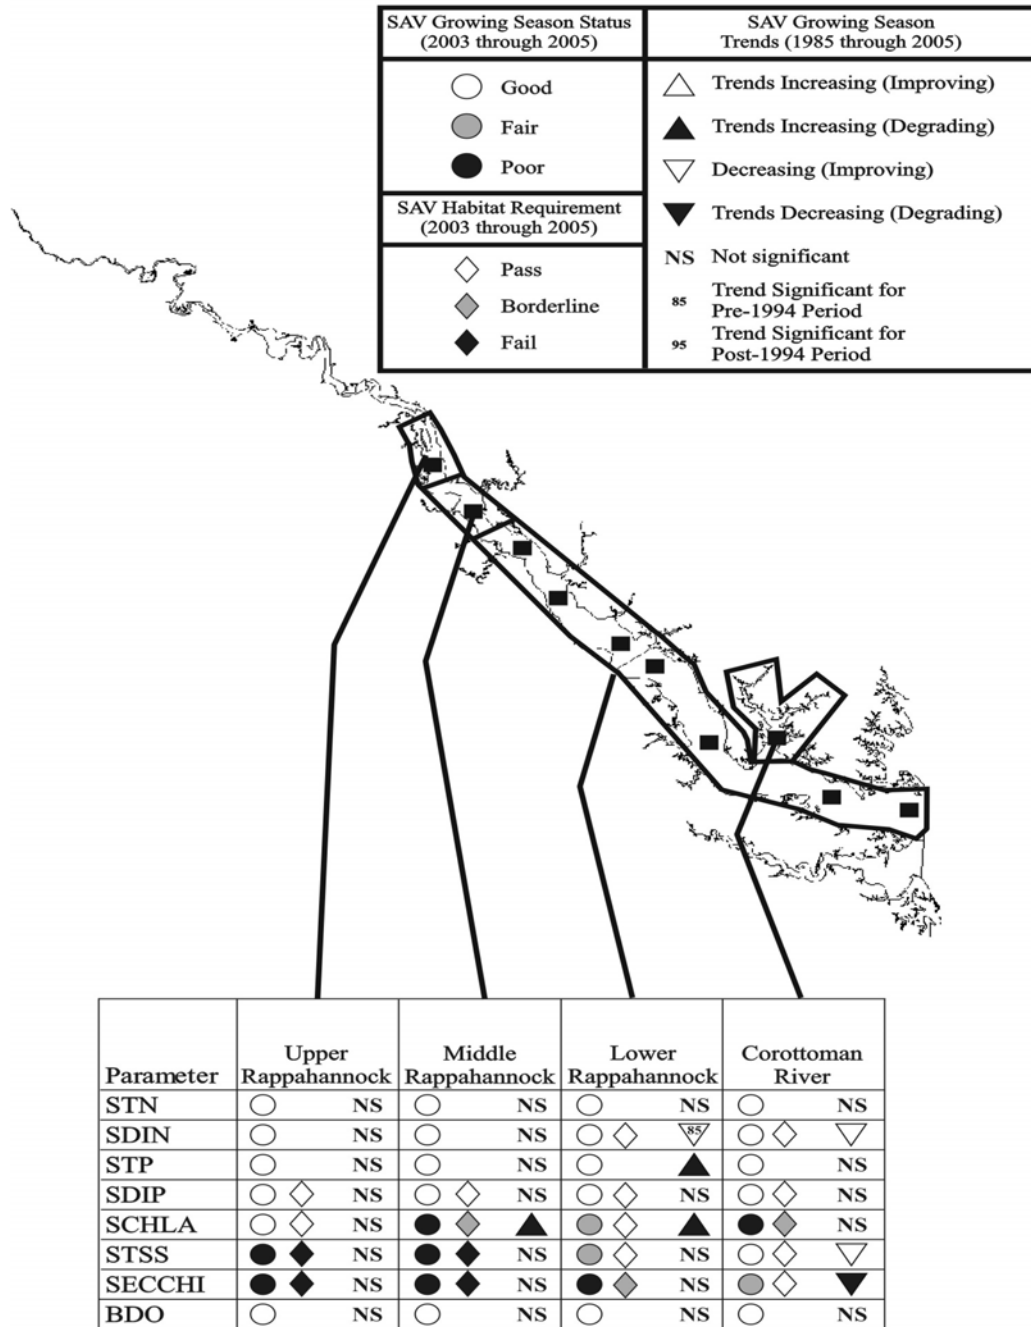 SAV Growing Season Status
(2003 through 2005)
Good
Fair
Poor
SAV Habitat Requirement
(2003 through 2005)
Pass
Borderline
Fail
SAV Growing Season
Trends (1985 through 2005)
Trends Increasing (Improving)
Trends Increasing (Degrading)
Decreasing (Improving)
Trends Decreasing (Degrading)
NS Not significant
85 Trend Significant for
Pre-1994 Period
95 Trend Significant for
Post-1994 Period
Parameter
Upper
Rappahannock
Middle
Rappahannock
Lower
Rappahannock
Corottoman
River
STN NS NS NS NS
SDIN NS NS 85
STP NS NS NS
SDIP NS NS NS NS
SCHLA NS NS
STSS NS NS NS
SECCHI NS NS NS
BDO NS NS NS NS